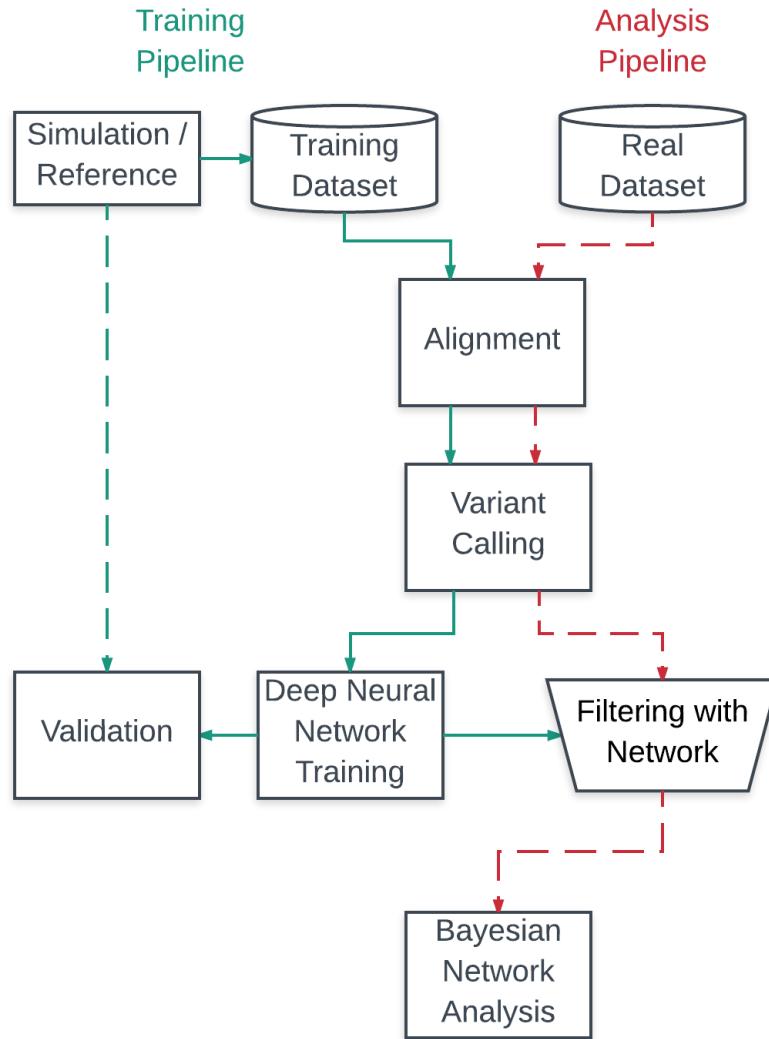 Training
Pipeline
Analysis
Pipeline
Simulation /
Reference
Training
Dataset
Real
Dataset
Alignment
Variant
Calling
Validation
Deep Neural
Network
Training
Filtering with
Network
Bayesian
Network
Analysis